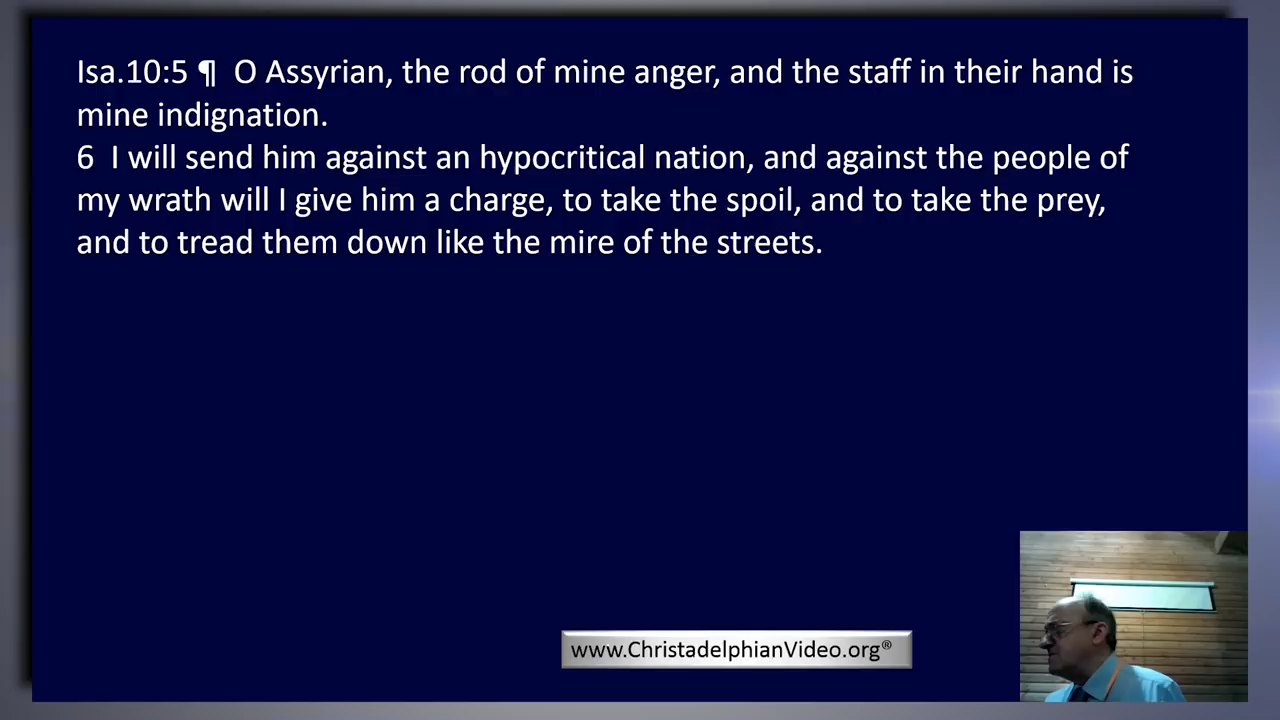 Isa.10:5 ¶  O Assyrian, the rod of mine anger, and the staff in their hand is
mine indignation.
6  I will send him against an hypocritical nation, and against the people of
my wrath will I give him a charge, to take the spoil, and to take the prey,
and to tread them down like the mire of the streets.
www.ChristadelphianVideo.org®